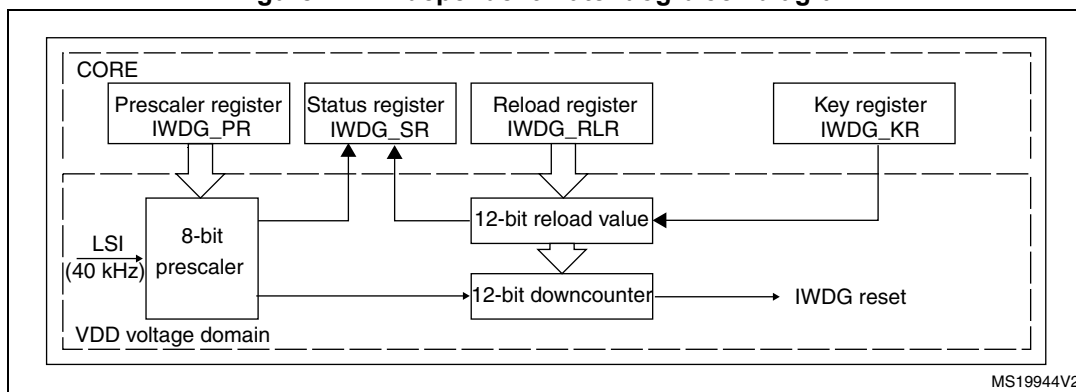 CORE
Prescaler register
IWDG_PR
Status register
IWDG_SR
Reload register
IWDG_RLR
Key register
IWDG_KR
LSI
(40 kHz)
8-bit
prescaler
12-bit reload value
12-bit downcounter
IWDG reset
VDD voltage domain
MS19944V2